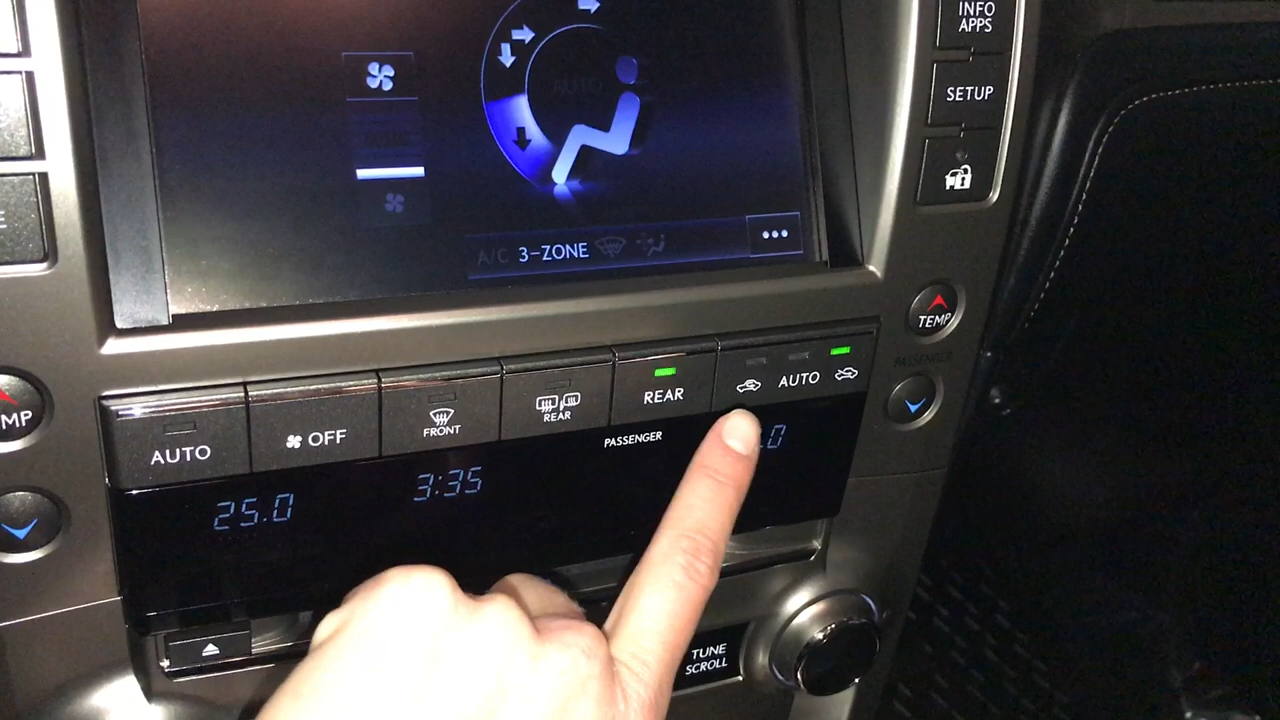 INFO
APPS
SETUP
AUTO
A/C 3-ZONE
TEMP
PASSENGER
MP
AUTO
OFF
FRONT
REAR
REAR
AUTO
PASSENGER
25.0
3:35
.0
TUNE
SCROLL